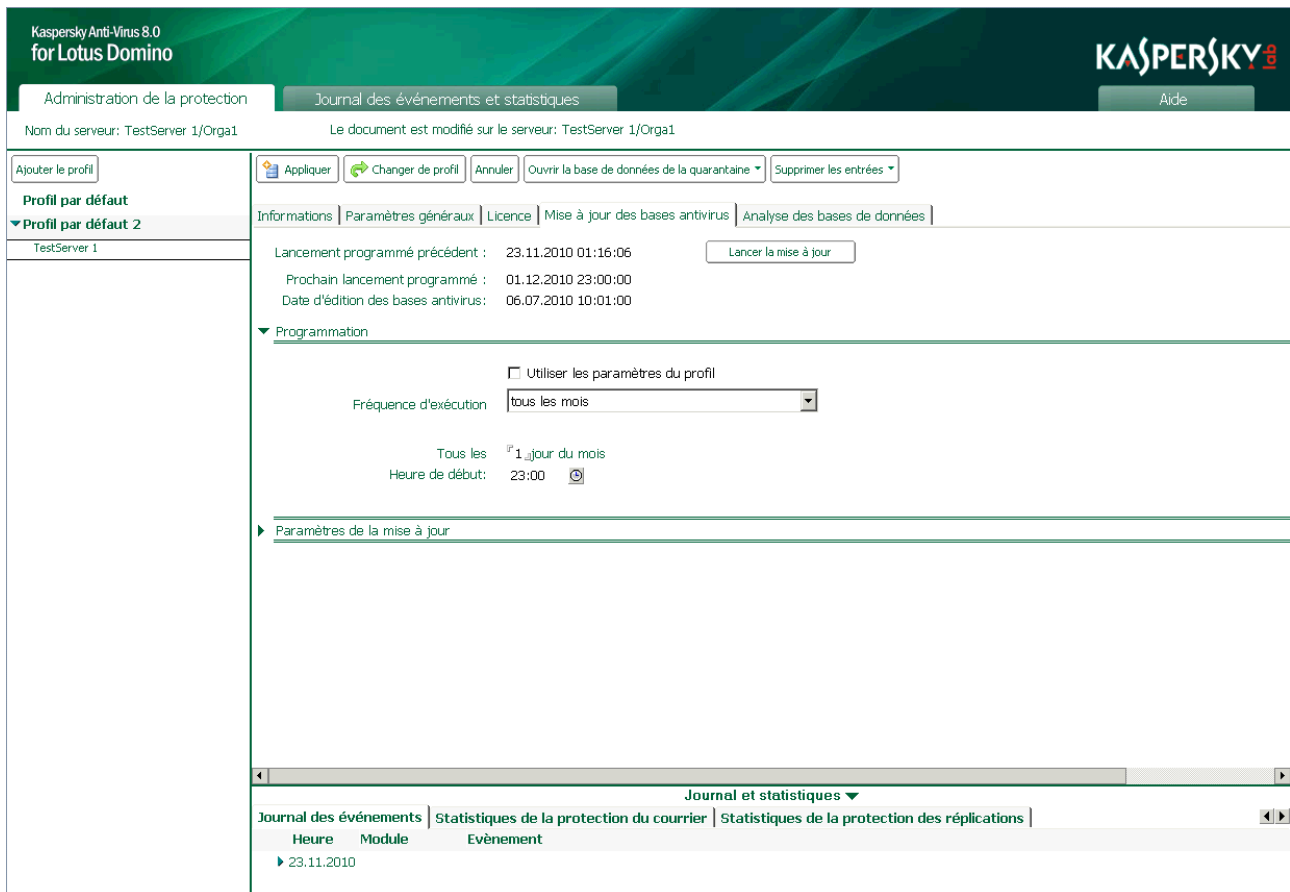 Kaspersky Anti-Virus 8.0
for Lotus Domino
KASPERSKY lab
Administration de la protection
Journal des événements et statistiques
Aide
Nom du serveur: TestServer 1/Orga1
Le document est modifié sur le serveur: TestServer 1/Orga1
Ajouter le profil
Appliquer
Changer de profil
Annuler
Ouvrir la base de données de la quarantaine
Supprimer les entrées
Profil par défaut
Profil par défaut 2
TestServer 1
Informations
Paramètres généraux
Licence
Mise à jour des bases antivirus
Analyse des bases de données
Lancement programmé précédent : 23.11.2010 01:16:06
Lancer la mise à jour
Prochain lancement programmé : 01.12.2010 23:00:00
Date d'édition des bases antivirus: 06.07.2010 10:01:00
Programmation
Utiliser les paramètres du profil
Fréquence d'exécution tous les mois
Tous les 1 jour du mois
Heure de début: 23:00
Paramètres de la mise à jour
Journal et statistiques
Journal des événements
Statistiques de la protection du courrier
Statistiques de la protection des réplications
Heure Module Evènement
23.11.2010